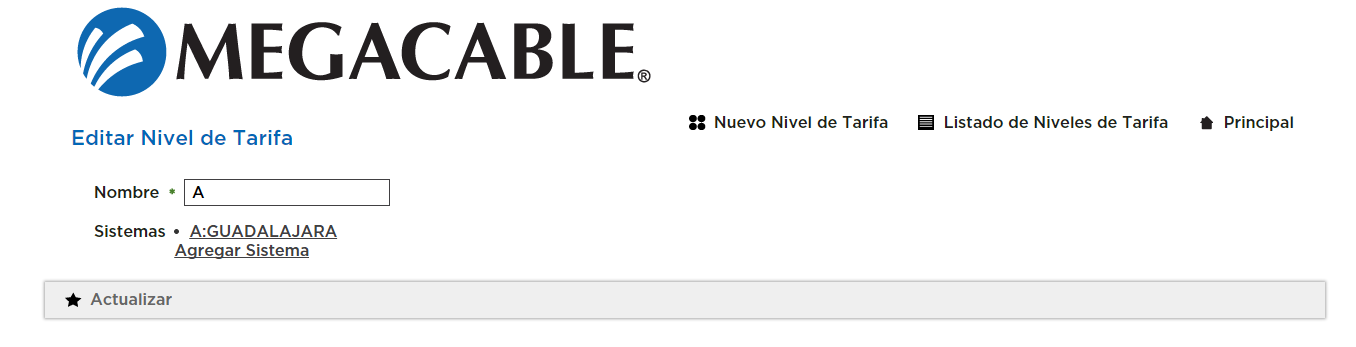 MEGACABLE®
Nuevo Nivel de Tarifa Listado de Niveles de Tarifa Principal
Editar Nivel de Tarifa
Nombre * A
Sistemas • A:GUADALAJARA
Agregar Sistema
Actualizar